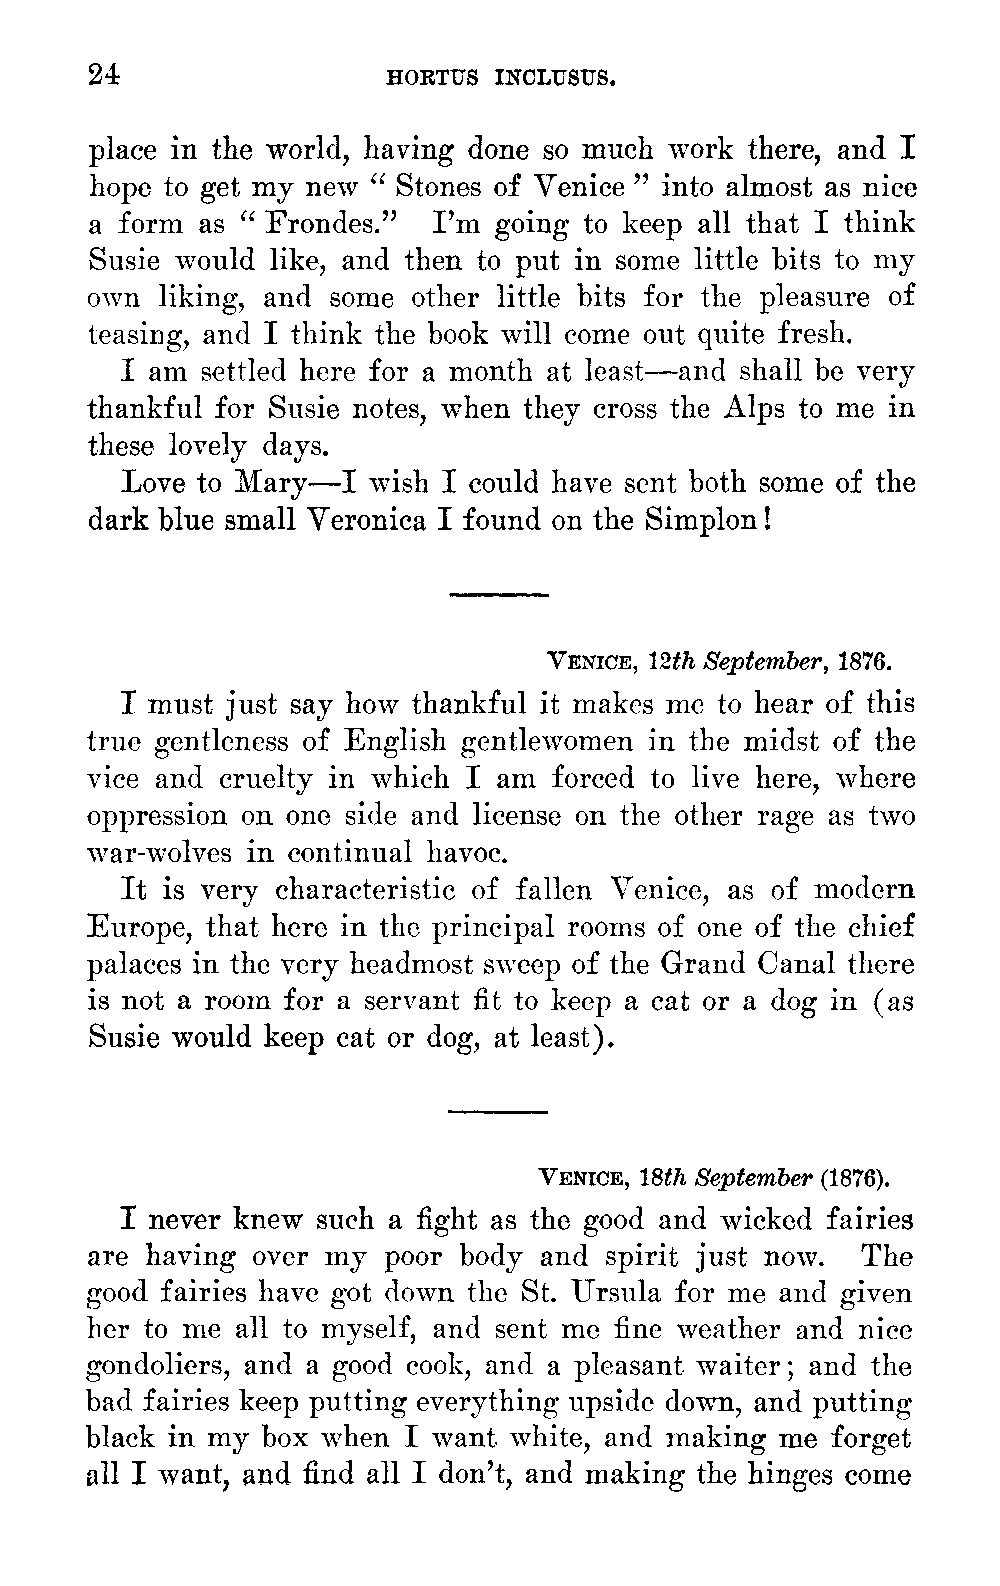 24 HORTUS INCLUSUS.
place in the world, having done so much work there, and I
hope to get my new “ Stones of Venice ” into almost as nice
a form as “ Frondes.” I’m going to keep all that I think
Susie would like, and then to put in some little bits to my
own liking, and some other little bits for the pleasure of
teasing, and I think the book will come out quite fresh.
I am settled here for a month at least—and shall be very
thankful for Susie notes, when they cross the Alps to me in
these lovely days.
Love to Mary—I wish I could have sent both some of the
dark blue small Veronica I found on the Simplon!
VENICE, 12th September, 1876.
I must just say how thankful it makes me to hear of this
true gentleness of English gentlewomen in the midst of the
vice and cruelty in which I am forced to live here, where
oppression on one side and license on the other rage as two
war-wolves in continual havoc.
It is very characteristic of fallen Venice, as of modern
Europe, that here in the principal rooms of one of the chief
palaces in the very headmost sweep of the Grand Canal there
is not a room for a servant fit to keep a cat or a dog in (as
Susie would keep cat or dog, at least).
VENICE, 18th September (1876).
I never knew such a fight as the good and wicked fairies
are having over my poor body and spirit just now. The
good fairies have got down the St. Ursula for me and given
her to me all to myself, and sent me fine weather and nice
gondoliers, and a good cook, and a pleasant waiter; and the
bad fairies keep putting everything upside down, and putting
black in my box when I want white, and making me forget
all I want, and find all I don’t, and making the hinges come